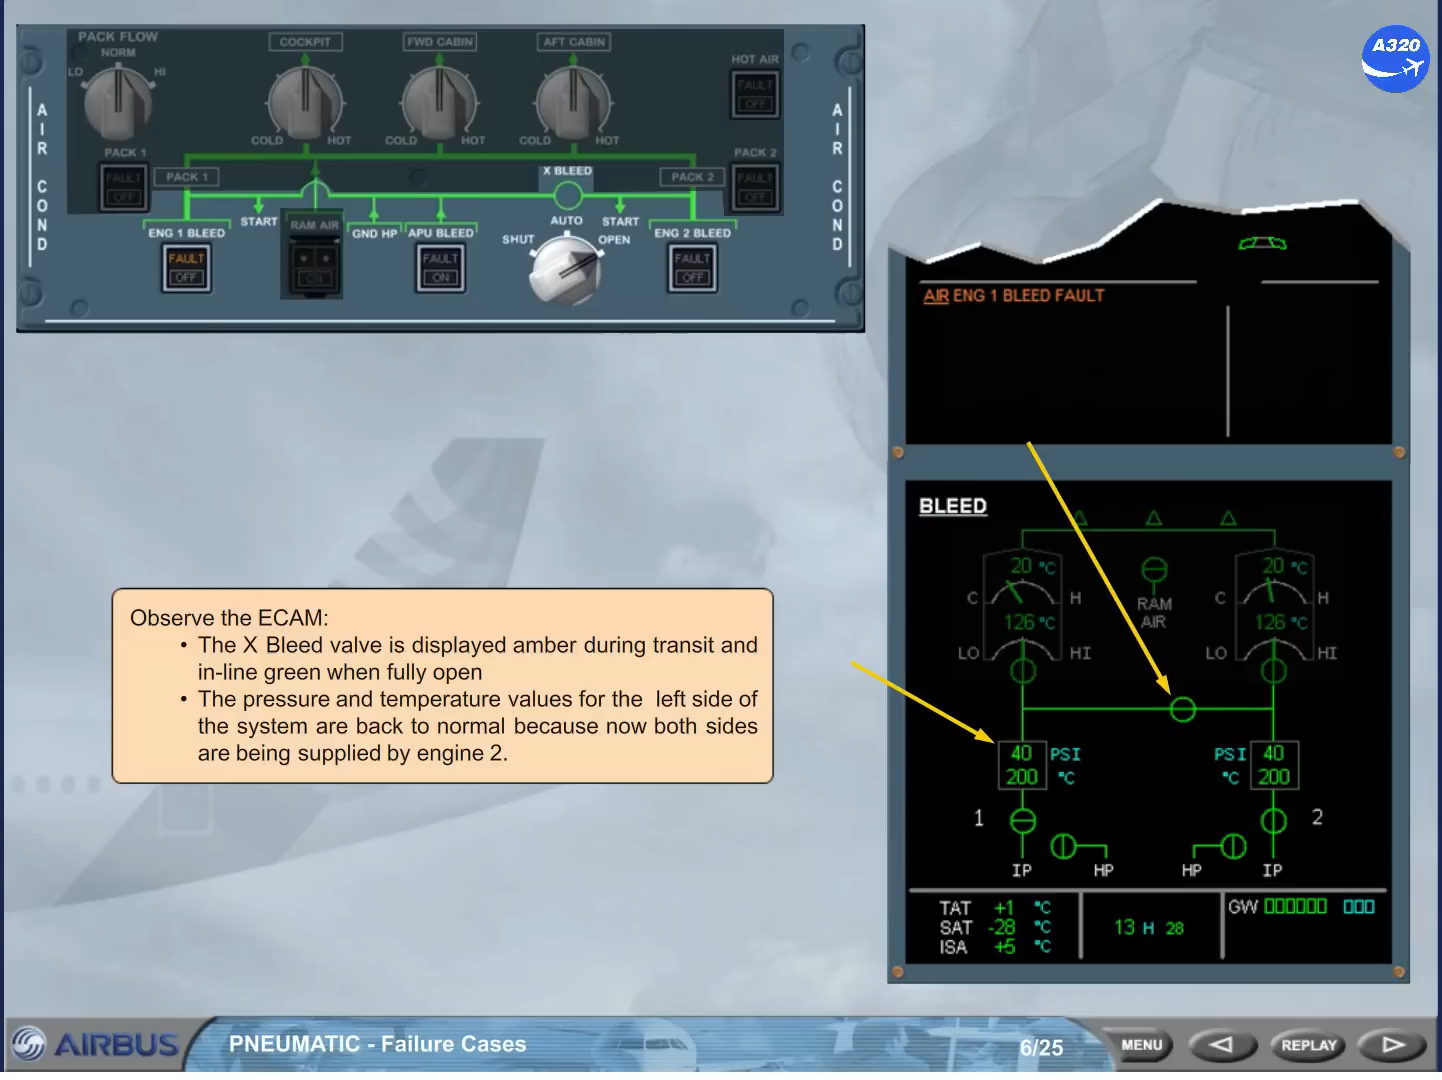 PACK FLOW
NORM
LO
HI
COCKPIT
FWD CABIN
AFT CABIN
HOT AIR
FAULT
OFF
COLD
HOT
COLD
HOT
COLD
HOT
AIR COND
AIR COND
PACK 1
FAULT
OFF
PACK 1
X BLEED
PACK 2
PACK 2
FAULT
OFF
START
RAM AIR
GND HP
APU BLEED
AUTO
START
ENG 1 BLEED
SHUT
OPEN
ENG 2 BLEED
FAULT
OFF
ON
FAULT
ON
FAULT
OFF
A320
AIR ENG 1 BLEED FAULT
BLEED
20 °C
20 °C
C
H
RAM
AIR
C
H
126 °C
126 °C
LO
HI
LO
HI
40 PSI
PSI 40
200 °C
°C 200
1
2
IP
HP
HP
IP
TAT +1 °C
SAT -28 °C
ISA +5 °C
13 H 28
GW
Observe the ECAM:
• The X Bleed valve is displayed amber during transit and
in-line green when fully open
• The pressure and temperature values for the left side of
the system are back to normal because now both sides
are being supplied by engine 2.
AIRBUS
PNEUMATIC - Failure Cases
6/25
MENU
REPLAY